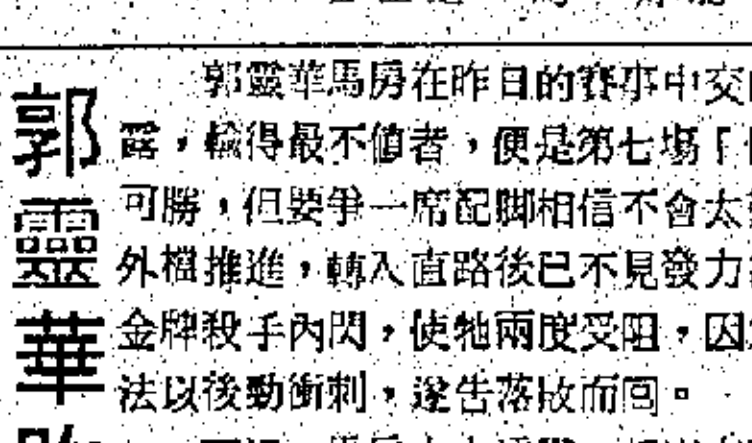 郭靈華
郭靈華馬房在昨日的賽事中交
露，輸得最不值者，便是第七場「
可勝，但要爭一席配脚相信不會太
外檔推進，轉入直路後已不見發力
金牌殺手內閃，使牠兩度受阻，因
法以後勁衝刺，遂告落敗而回。